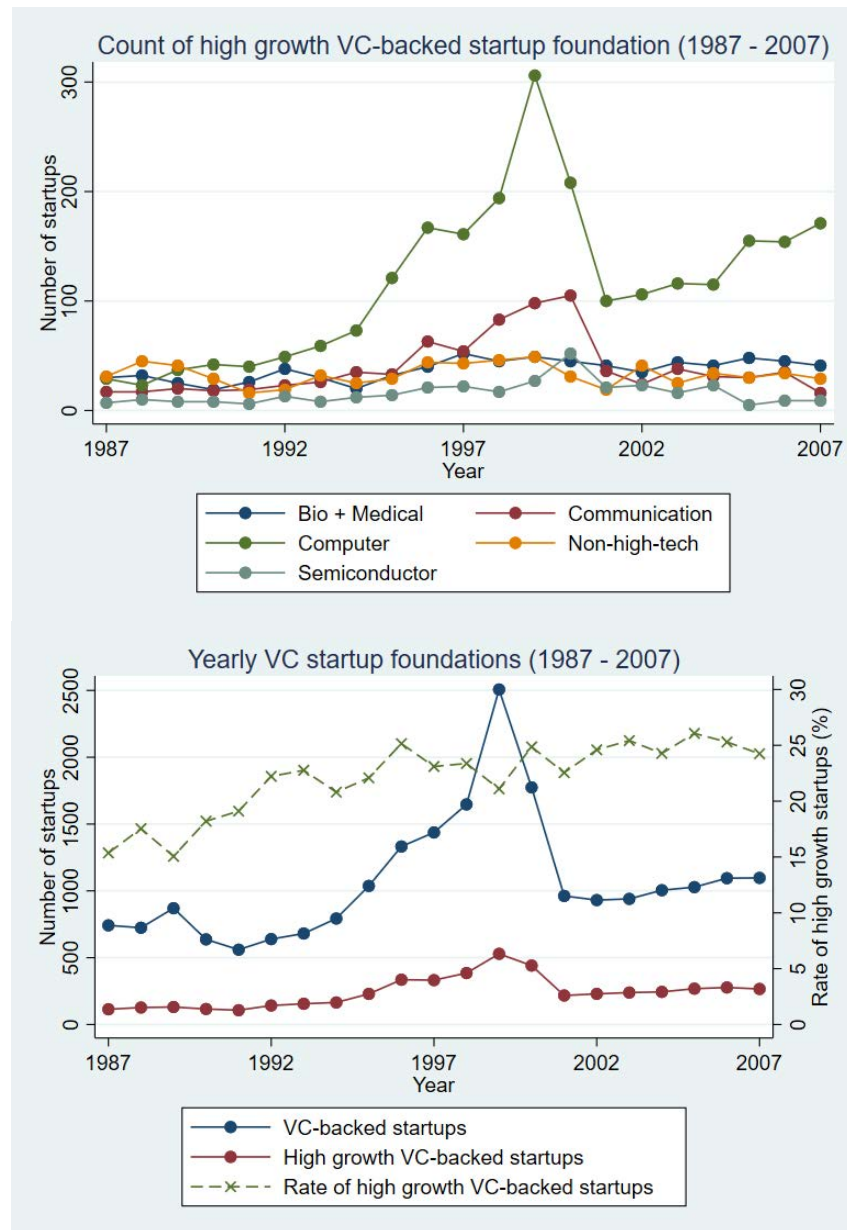 Count of high growth VC-backed startup foundation (1987 - 2007)
Number of startups
300
200
100
0
1987 1992 1997 2002 2007
Year
Bio + Medical Communication
Computer Non-high-tech
Semiconductor
Yearly VC startup foundations (1987 - 2007)
Number of startups
2500
2000
1500
1000
500
0
Rate of high growth startups (%)
30
25
20
15
10
5
0
1987 1992 1997 2002 2007
Year
VC-backed startups
High growth VC-backed startups
Rate of high growth VC-backed startups